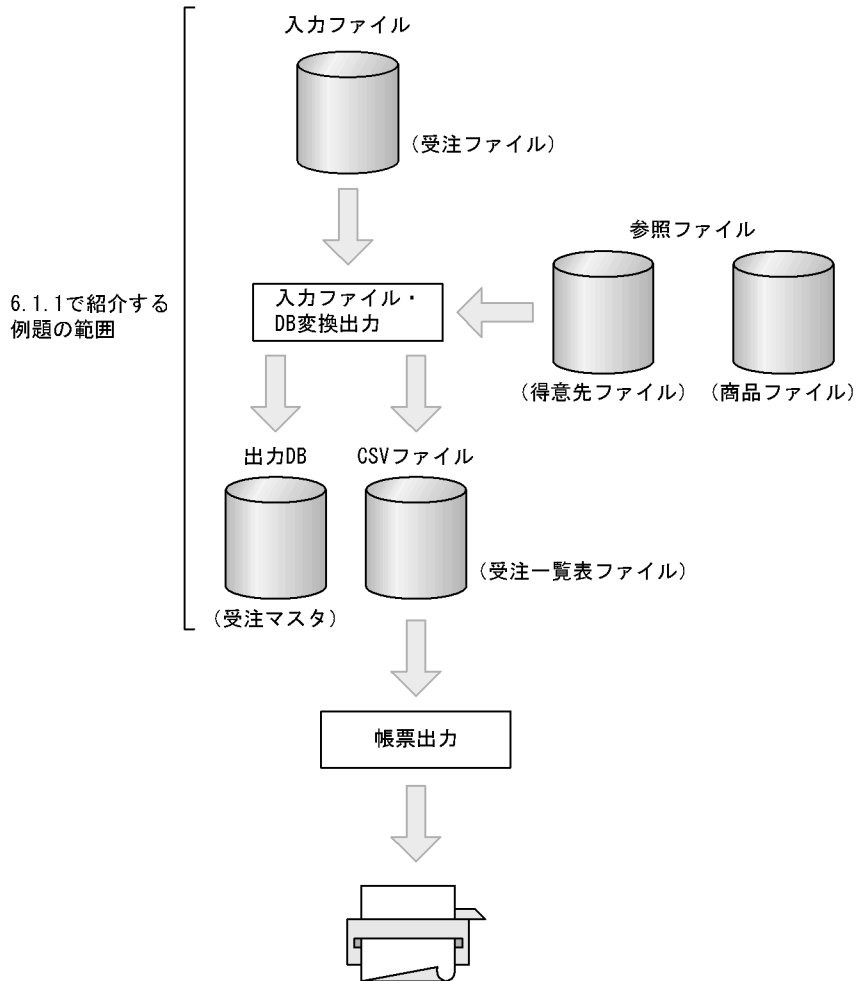 入力ファイル
(受注ファイル)
参照ファイル
6.1.1で紹介する
例題の範囲
入力ファイル・
DB変換出力
(得意先ファイル)
(商品ファイル)
出力DB
CSVファイル
(受注一覧表ファイル)
(受注マスタ)
帳票出力